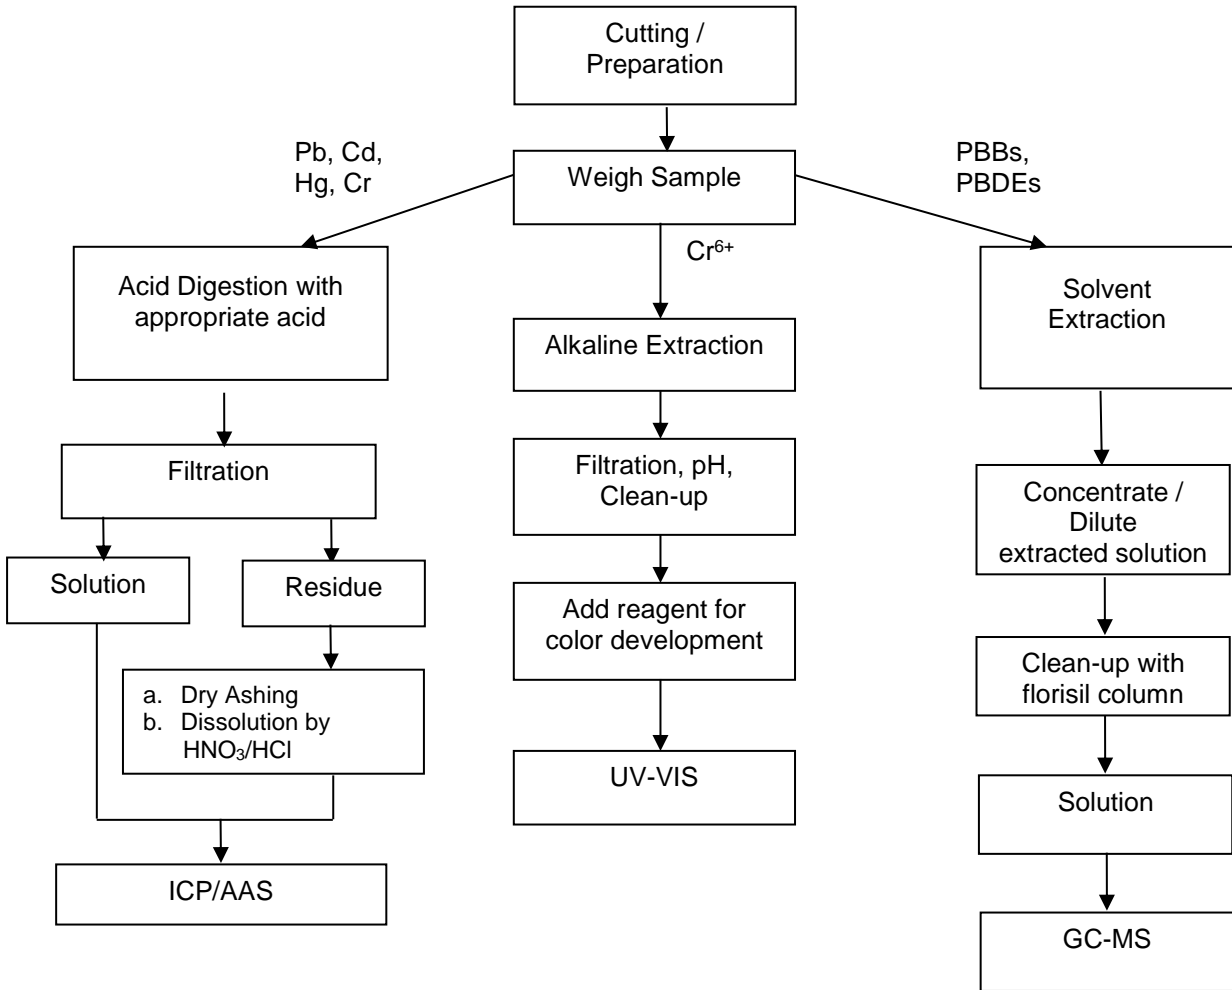 Cutting /
Preparation
Pb, Cd,
Hg, Cr
Weigh Sample
PBBs,
PBDEs
Cr⁶⁺
Acid Digestion with
appropriate acid
Solvent
Extraction
Alkaline Extraction
Filtration
Filtration, pH,
Clean-up
Concentrate /
Dilute
extracted solution
Solution
Residue
Add reagent for
color development
a. Dry Ashing
b. Dissolution by
HNO₃/HCl
Clean-up with
florisil column
UV-VIS
Solution
ICP/AAS
GC-MS